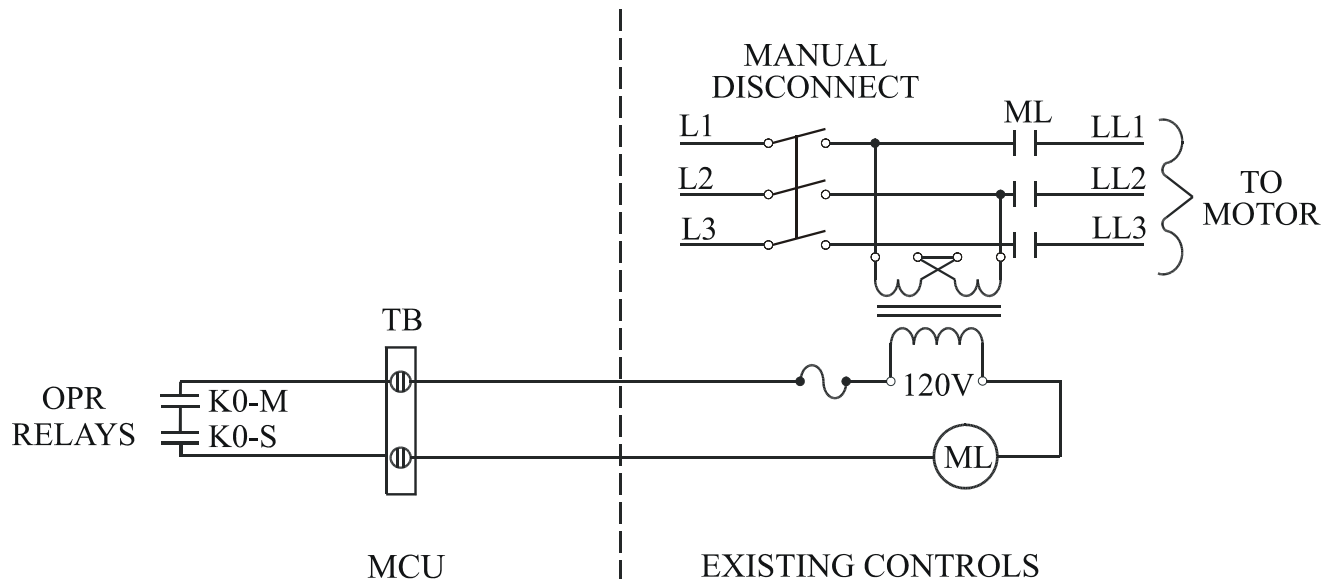 MANUAL
DISCONNECT
ML
L1
LL1
L2
LL2
L3
LL3
TO
MOTOR
TB
OPR
RELAYS
K0-M
K0-S
120V
ML
MCU
EXISTING CONTROLS